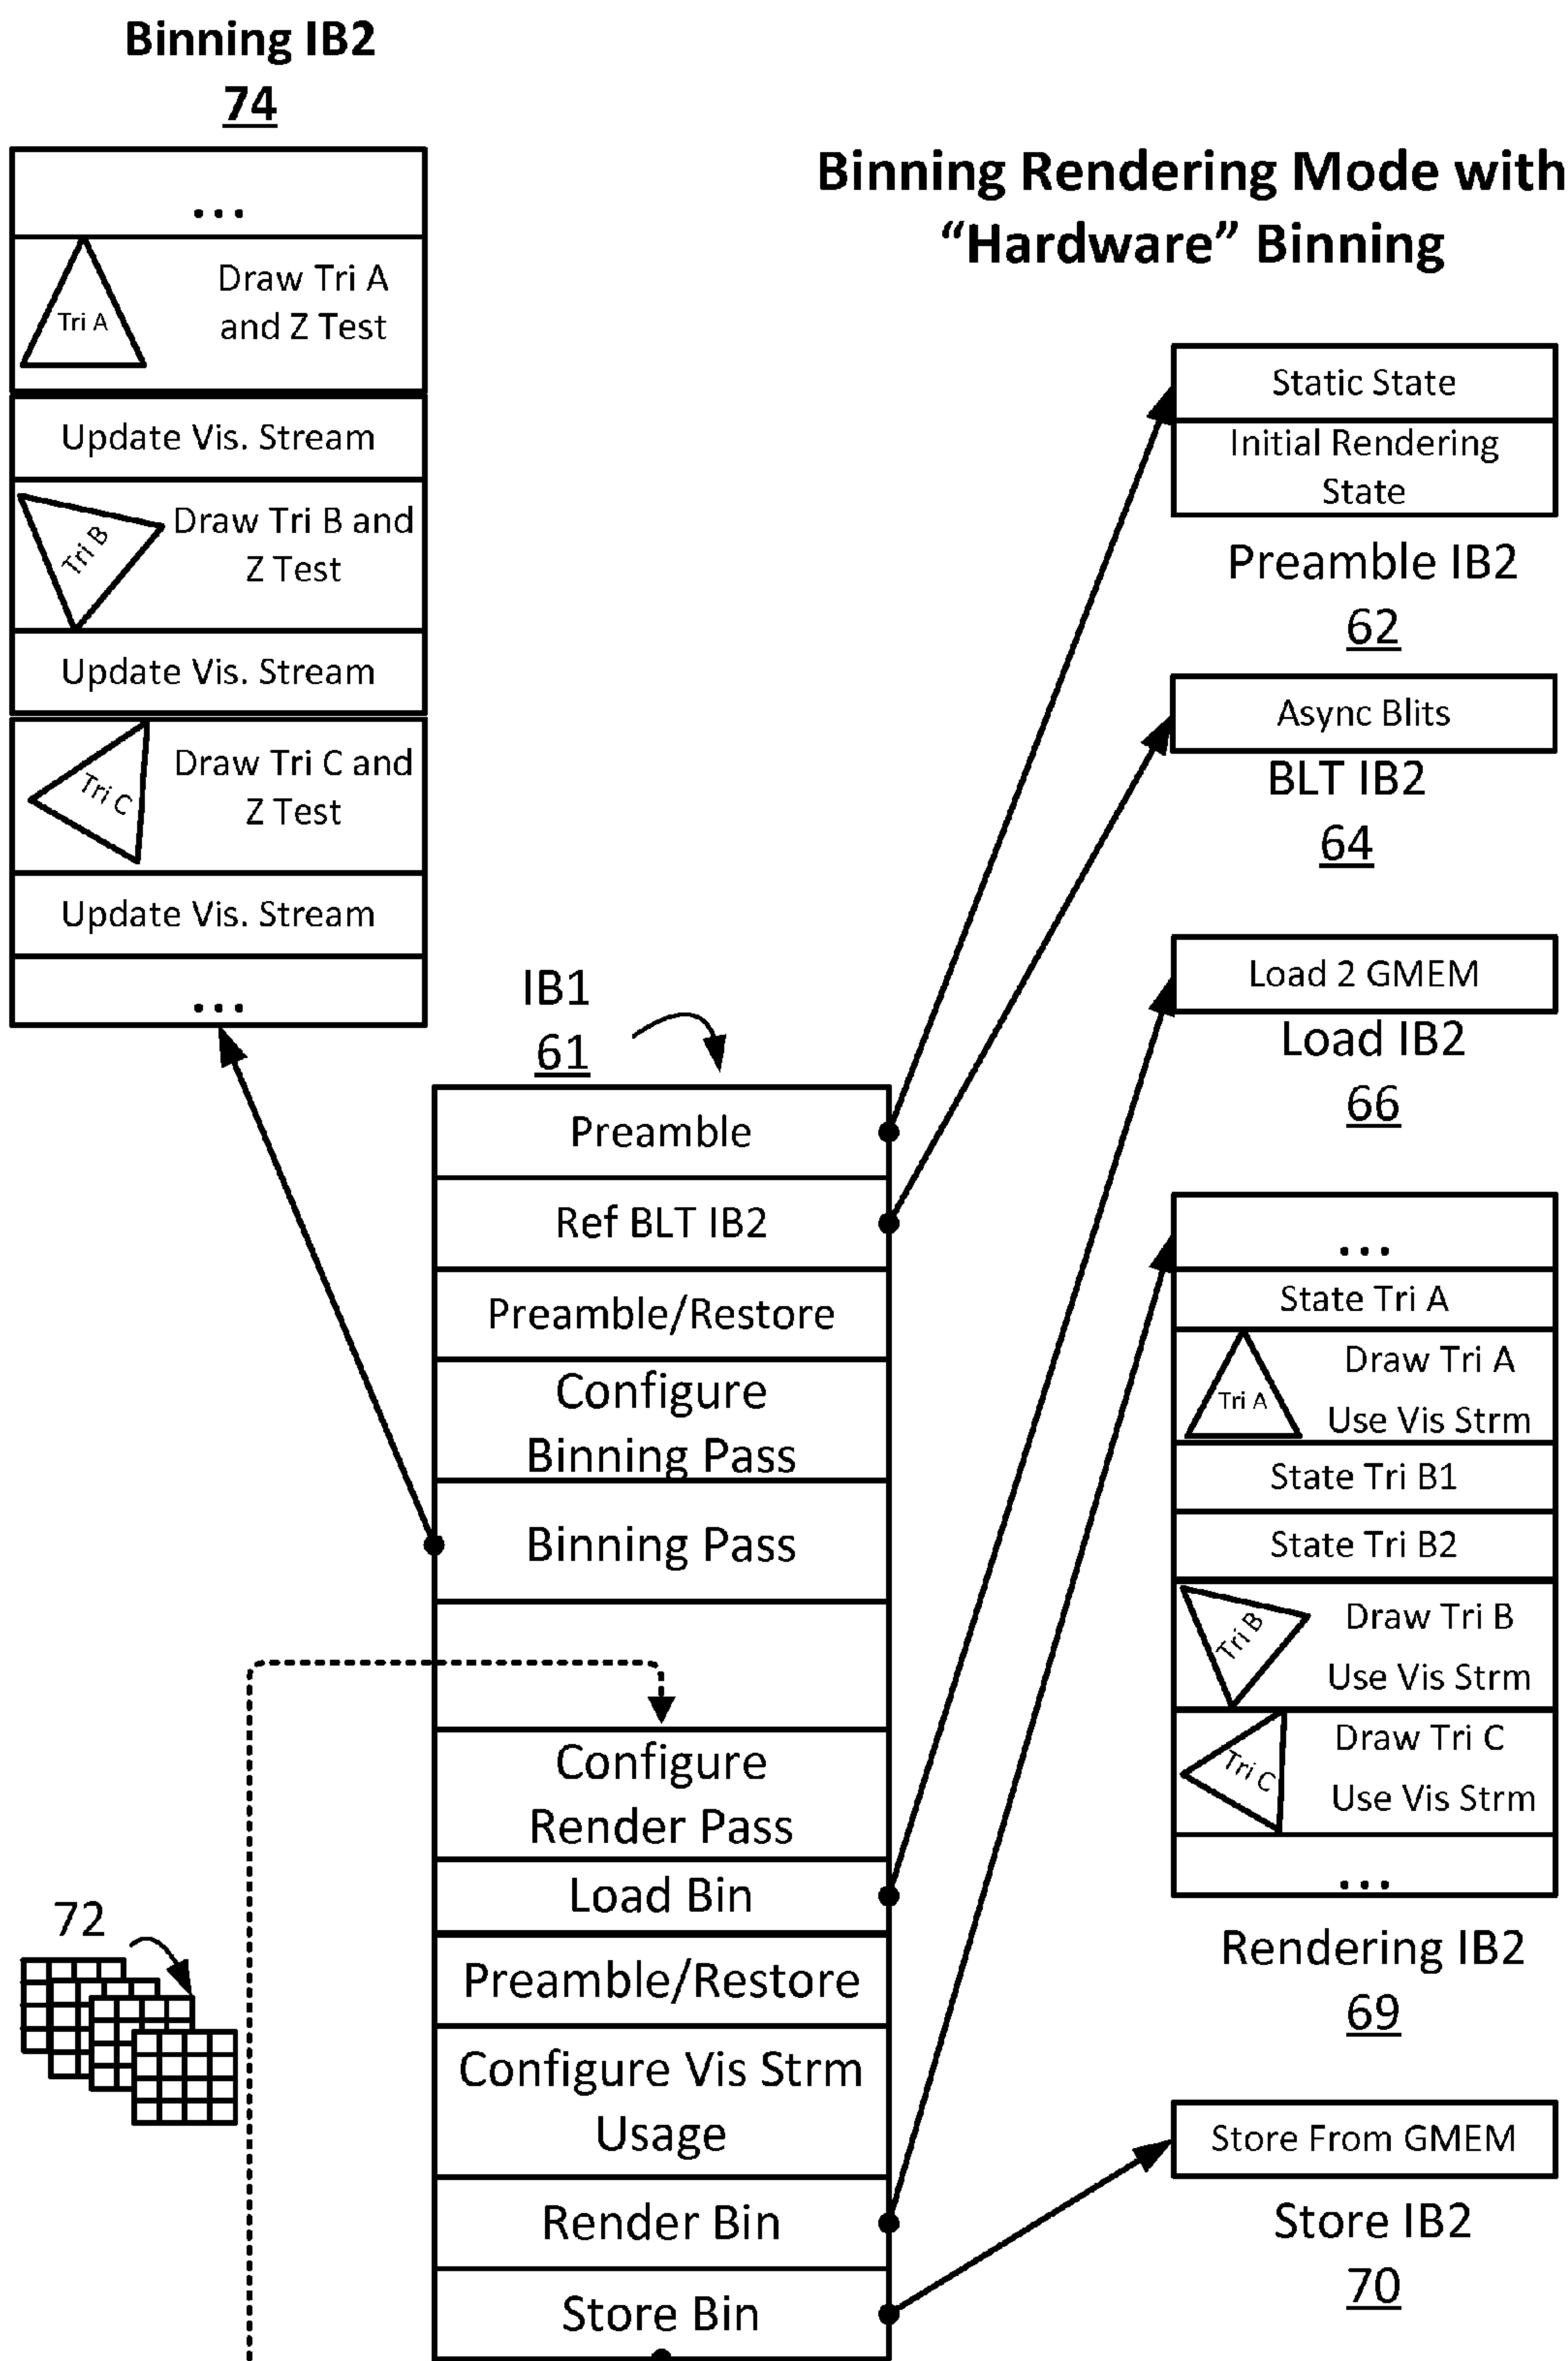 Binning IB2
74
...
Tri A
Draw Tri A
and Z Test
Update Vis. Stream
Tri B
Draw Tri B and
Z Test
Update Vis. Stream
Tri C
Draw Tri C and
Z Test
Update Vis. Stream
...
Binning Rendering Mode with
“Hardware” Binning
IB1
61
Preamble
Ref BLT IB2
Preamble/Restore
Configure
Binning Pass
Binning Pass
Configure
Render Pass
Load Bin
Preamble/Restore
Configure Vis Strm
Usage
Render Bin
Store Bin
72
Static State
Initial Rendering
State
Preamble IB2
62
Async Blits
BLT IB2
64
Load 2 GMEM
Load IB2
66
...
State Tri A
Tri A
Draw Tri A
Use Vis Strm
State Tri B1
State Tri B2
Tri B
Draw Tri B
Use Vis Strm
Tri C
Draw Tri C
Use Vis Strm
...
Rendering IB2
69
Store From GMEM
Store IB2
70